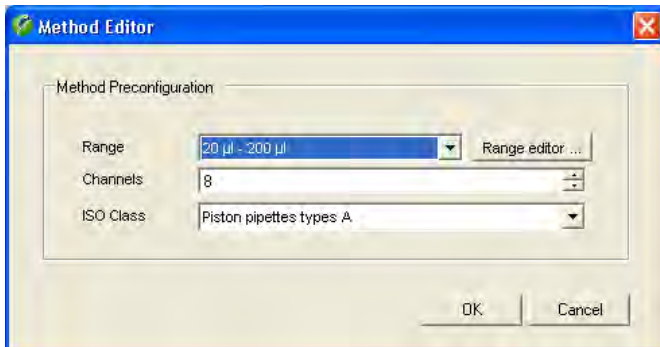 Method Editor
Method Preconfiguration
Range 20 µl - 200 µl Range editor ...
Channels 8
ISO Class Piston pipettes types A
OK Cancel